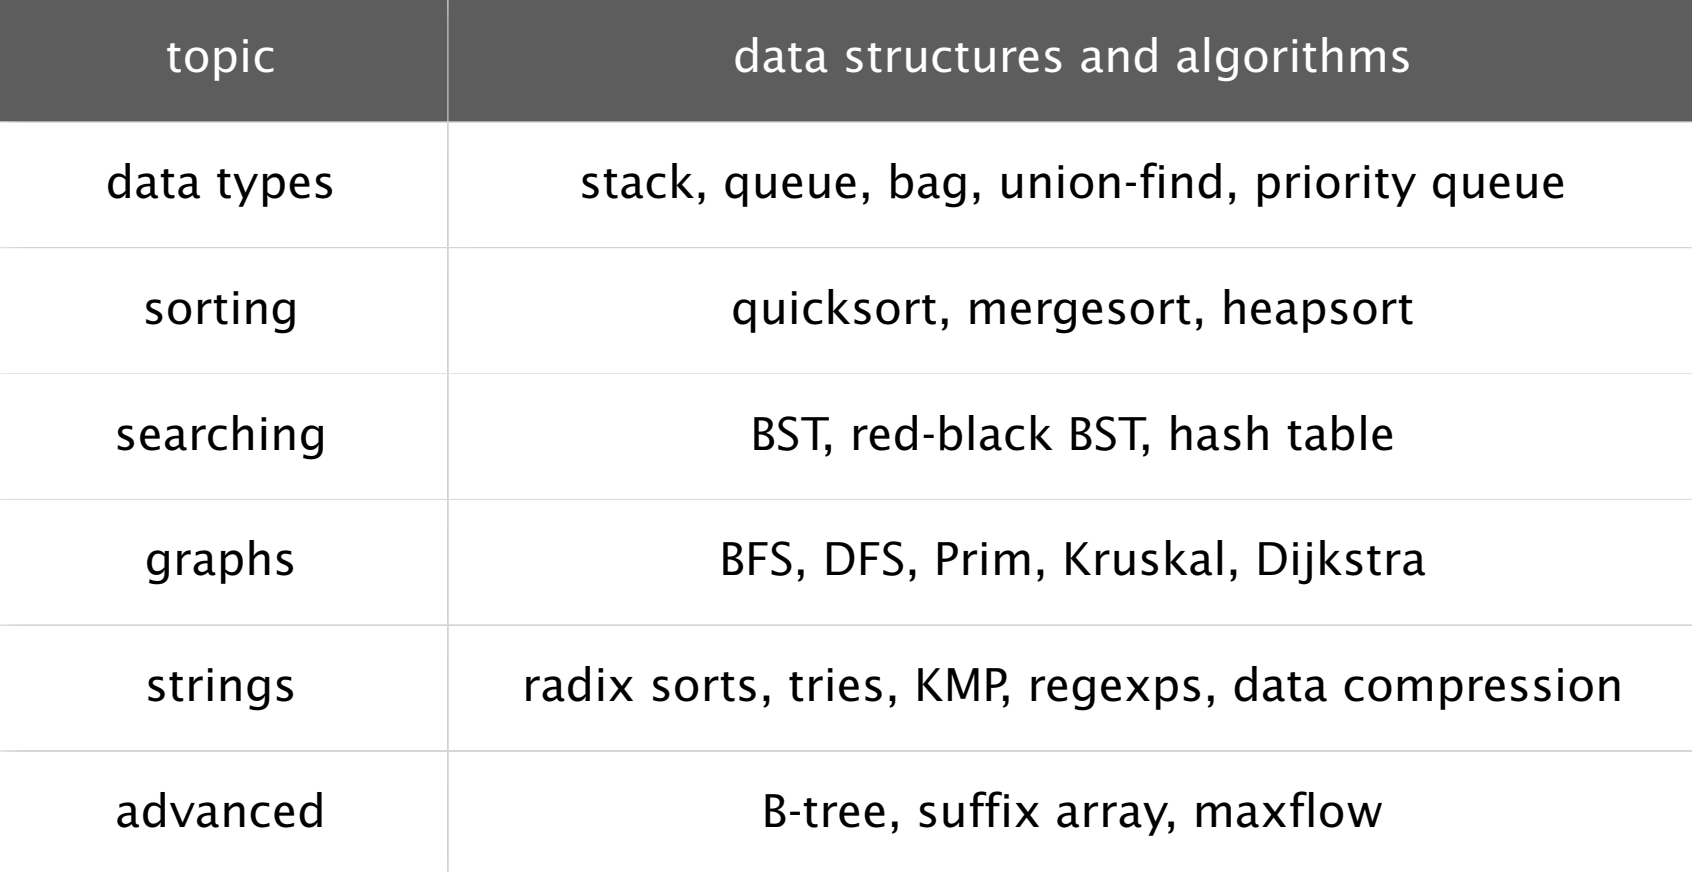 topic data structures and algorithms
data types stack, queue, bag, union-find, priority queue
sorting quicksort, mergesort, heapsort
searching BST, red-black BST, hash table
graphs BFS, DFS, Prim, Kruskal, Dijkstra
strings radix sorts, tries, KMP, regexps, data compression
advanced B-tree, suffix array, maxflow